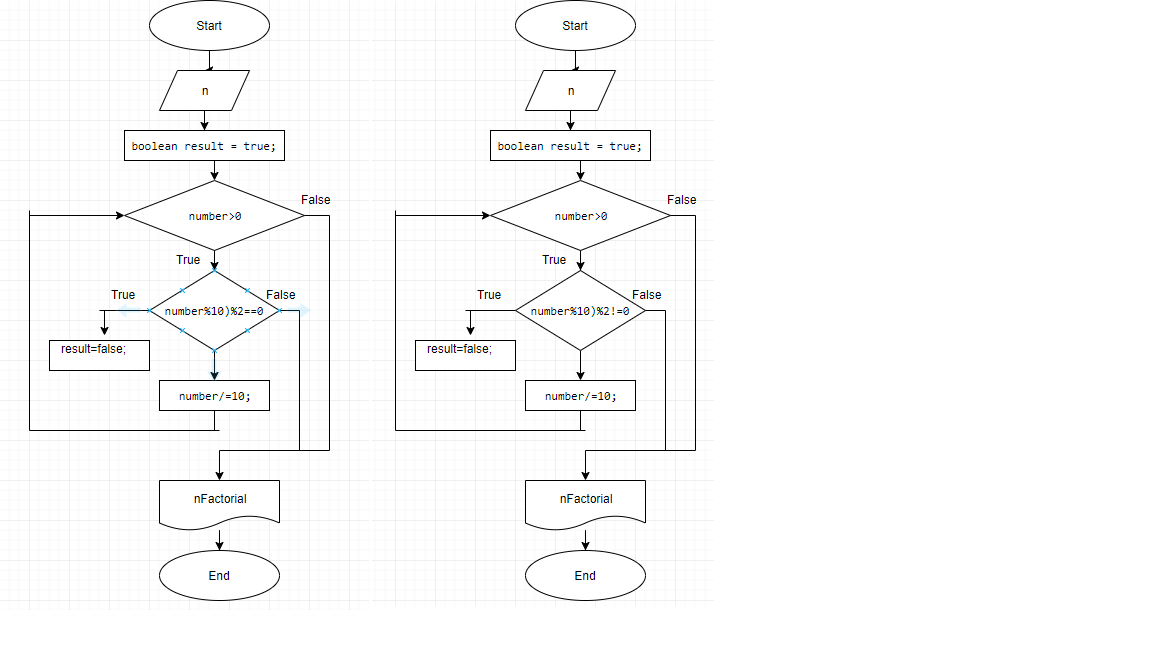 Start
n
boolean result = true;
False
number>0
True
True
False
number%10)%2==0
result=false;
number/=10;
nFactorial
End
Start
n
boolean result = true;
False
number>0
True
True
False
number%10)%2!=0
result=false;
number/=10;
nFactorial
End